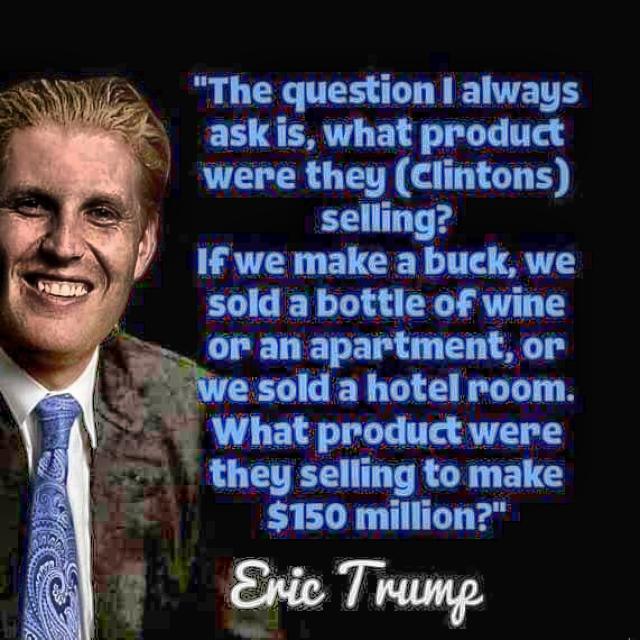 "The question I always
ask is, what product
were they (Clintons)
selling?
If we make a buck, we
sold a bottle of wine
or an apartment, or
we sold a hotel room.
What product were
they selling to make
$150 million?"
Eric Trump